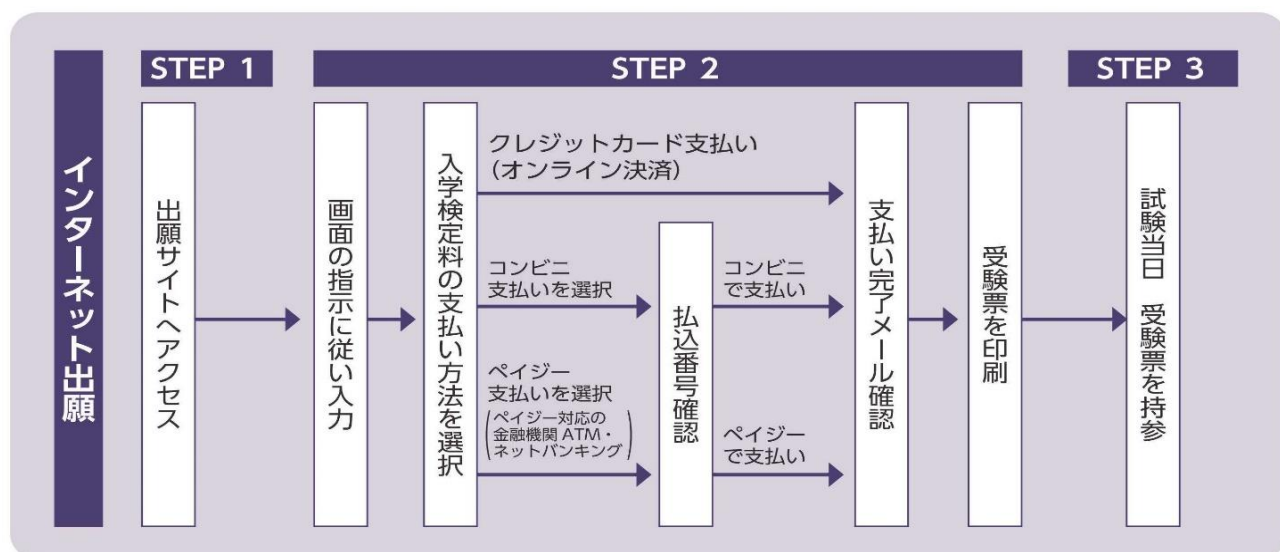 インターネット出願
STEP 1
出願サイトへアクセス
STEP 2
画面の指示に従い入力
入学検定料の支払い方法を選択
クレジットカード支払い
（オンライン決済）
コンビニ
支払いを選択
ペイジー
支払いを選択
（ペイジー対応の
金融機関 ATM・
ネットバンキング）
払込番号確認
コンビニ
で支払い
ペイジー
で支払い
支払い完了メール確認
受験票を印刷
STEP 3
試験当日　受験票を持参